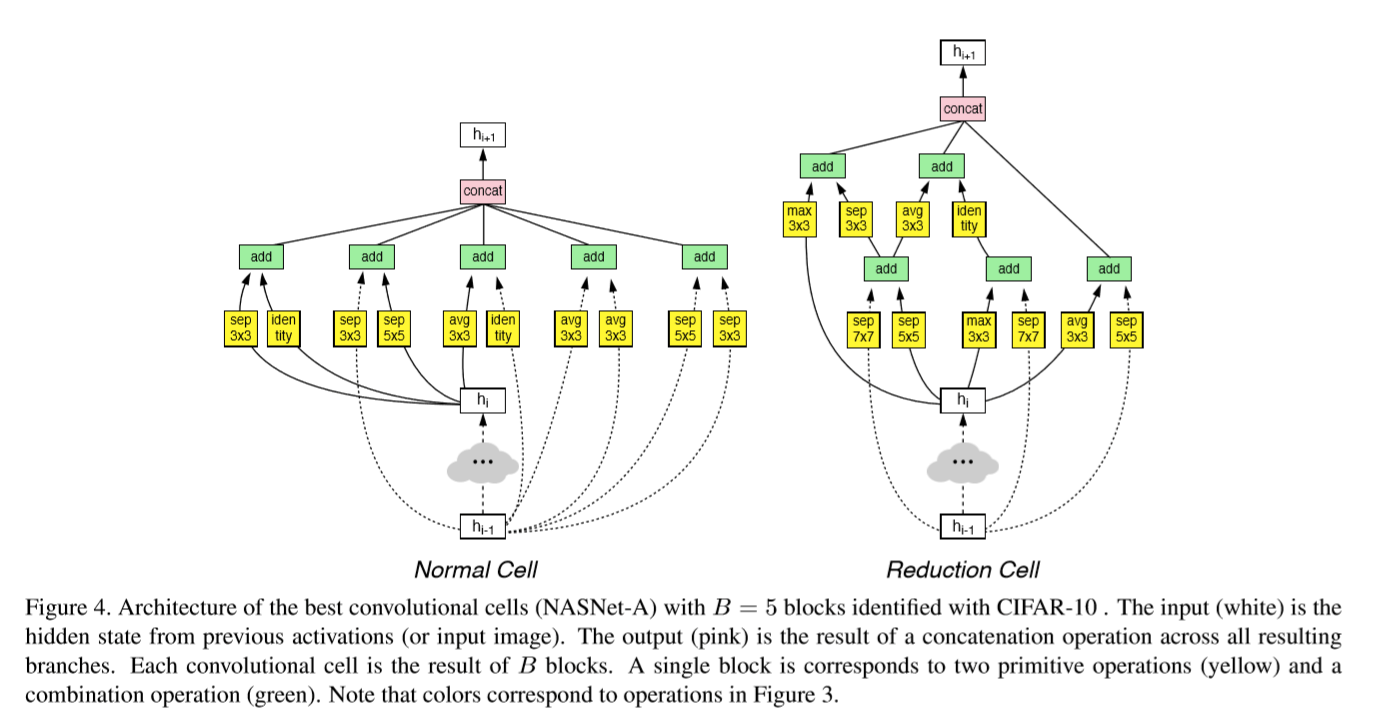 h_{i+1}
concat
add add add add add
sep 3x3 iden tity sep 3x3 sep 5x5 avg 3x3 iden tity avg 3x3 avg 3x3 sep 5x5 sep 3x3
h_i
...
h_{i-1}
Normal Cell
h_{i+1}
concat
add add
max 3x3 sep 3x3 avg 3x3 iden tity
add add add
sep 7x7 sep 5x5 max 3x3 sep 7x7 avg 3x3 sep 5x5
h_i
...
h_{i-1}
Reduction Cell
Figure 4. Architecture of the best convolutional cells (NASNet-A) with B = 5 blocks identified with CIFAR-10 . The input (white) is the
hidden state from previous activations (or input image). The output (pink) is the result of a concatenation operation across all resulting
branches. Each convolutional cell is the result of B blocks. A single block is corresponds to two primitive operations (yellow) and a
combination operation (green). Note that colors correspond to operations in Figure 3.